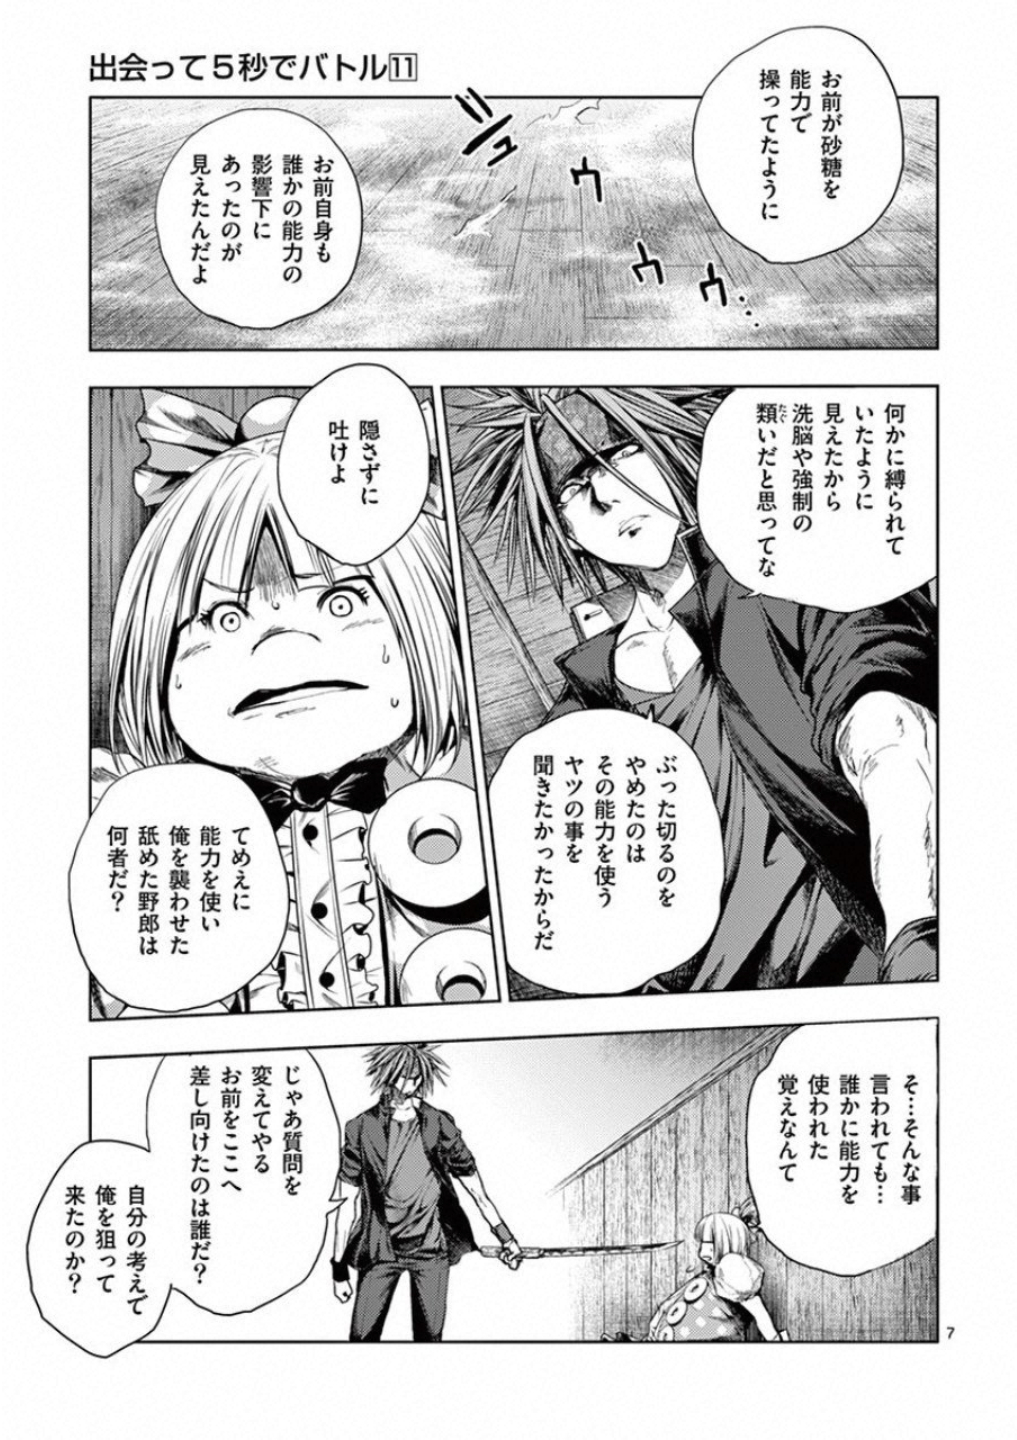 出会って5秒でバトル11
お前が砂糖を
能力で
操ってたように
お前自身も
誰かの能力の
影響下に
あったのが
見えたんだよ
ジュッ
ウ
ウ
ウ…
何かに縛られて
いたように
見えたから
洗脳や強制の
類いだと思ってな
たぐ
ぶった切るのを
やめたのは
その能力を使う
ヤツの事を
聞きたかったからだ
隠さずに
吐けよ
てめえに
能力を使い
俺を襲わせた
舐めた野郎は
何者だ?
そ…そんな事
言われても…
誰かに能力を
使われた
覚えなんて
じゃあ質問を
変えてやる
お前をここへ
差し向けたのは誰だ?
自分の考えで
俺を狙って
来たのか?
7